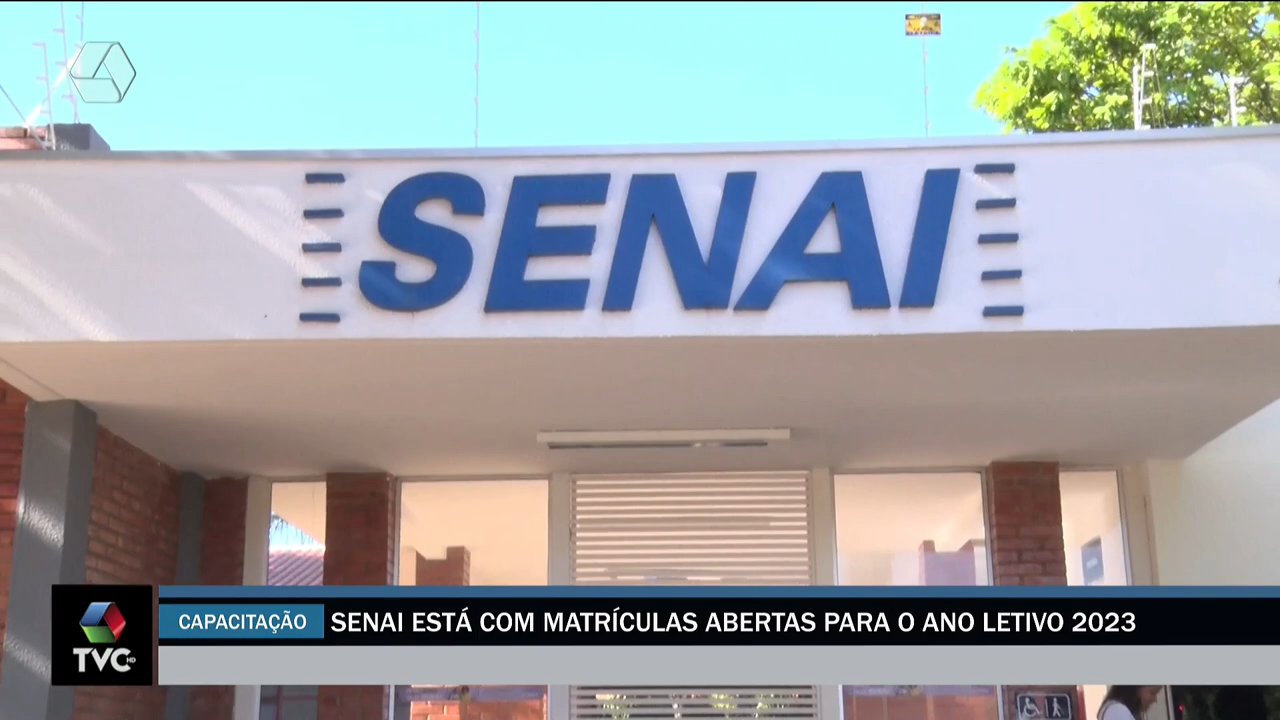 SENAI
CAPACITAÇÃO
SENAI ESTÁ COM MATRÍCULAS ABERTAS PARA O ANO LETIVO 2023
TVC HD